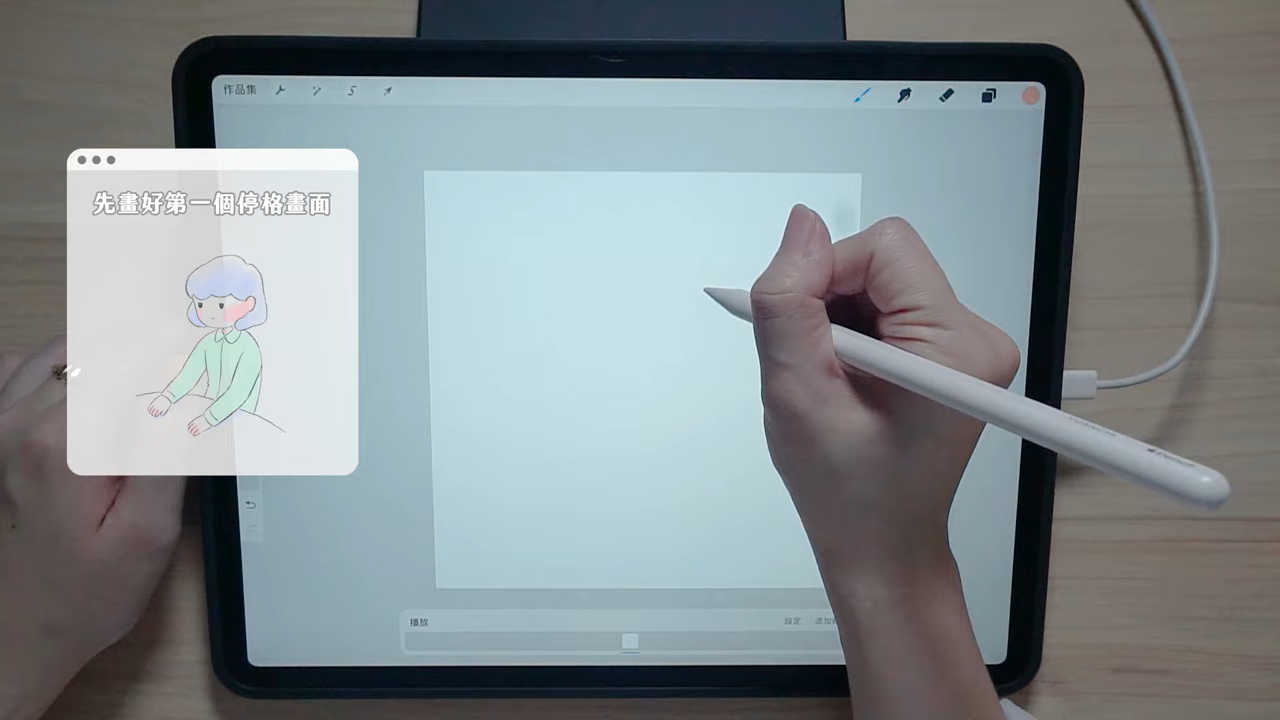 作品集
先畫好第一個停格畫面
播放
設定
添加